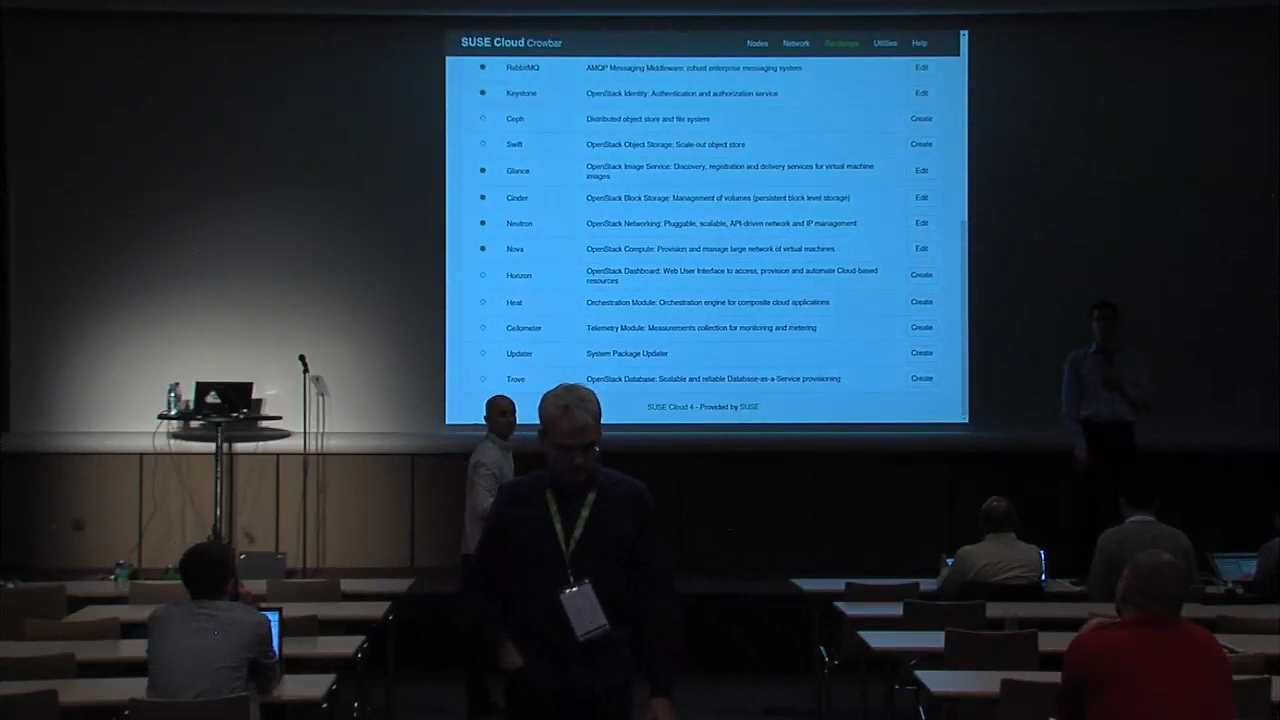 SUSE Cloud Crowbar Nodes Network Barclamps Utilities Help
RabbitMQ AMQP Messaging Middleware: robust enterprise messaging system Edit
Keystone OpenStack Identity: Authentication and authorization service Edit
Ceph Distributed object store and file system Create
Swift OpenStack Object Storage: Scale-out object store Create
Glance OpenStack Image Service: Discovery, registration and delivery services for virtual machine Edit
images
Cinder OpenStack Block Storage: Management of volumes (persistent block level storage) Edit
Neutron OpenStack Networking: Pluggable, scalable, API-driven network and IP management Edit
Nova OpenStack Compute: Provision and manage large network of virtual machines Edit
Horizon OpenStack Dashboard: Web User Interface to access, provision and automate Cloud-based Create
resources
Heat Orchestration Module: Orchestration engine for composite cloud applications Create
Ceilometer Telemetry Module: Measurements collection for monitoring and metering Create
Updater System Package Updater Create
Trove OpenStack Database: Scalable and reliable Database-as-a-Service provisioning Create
SUSE Cloud 4 - Provided by SUSE